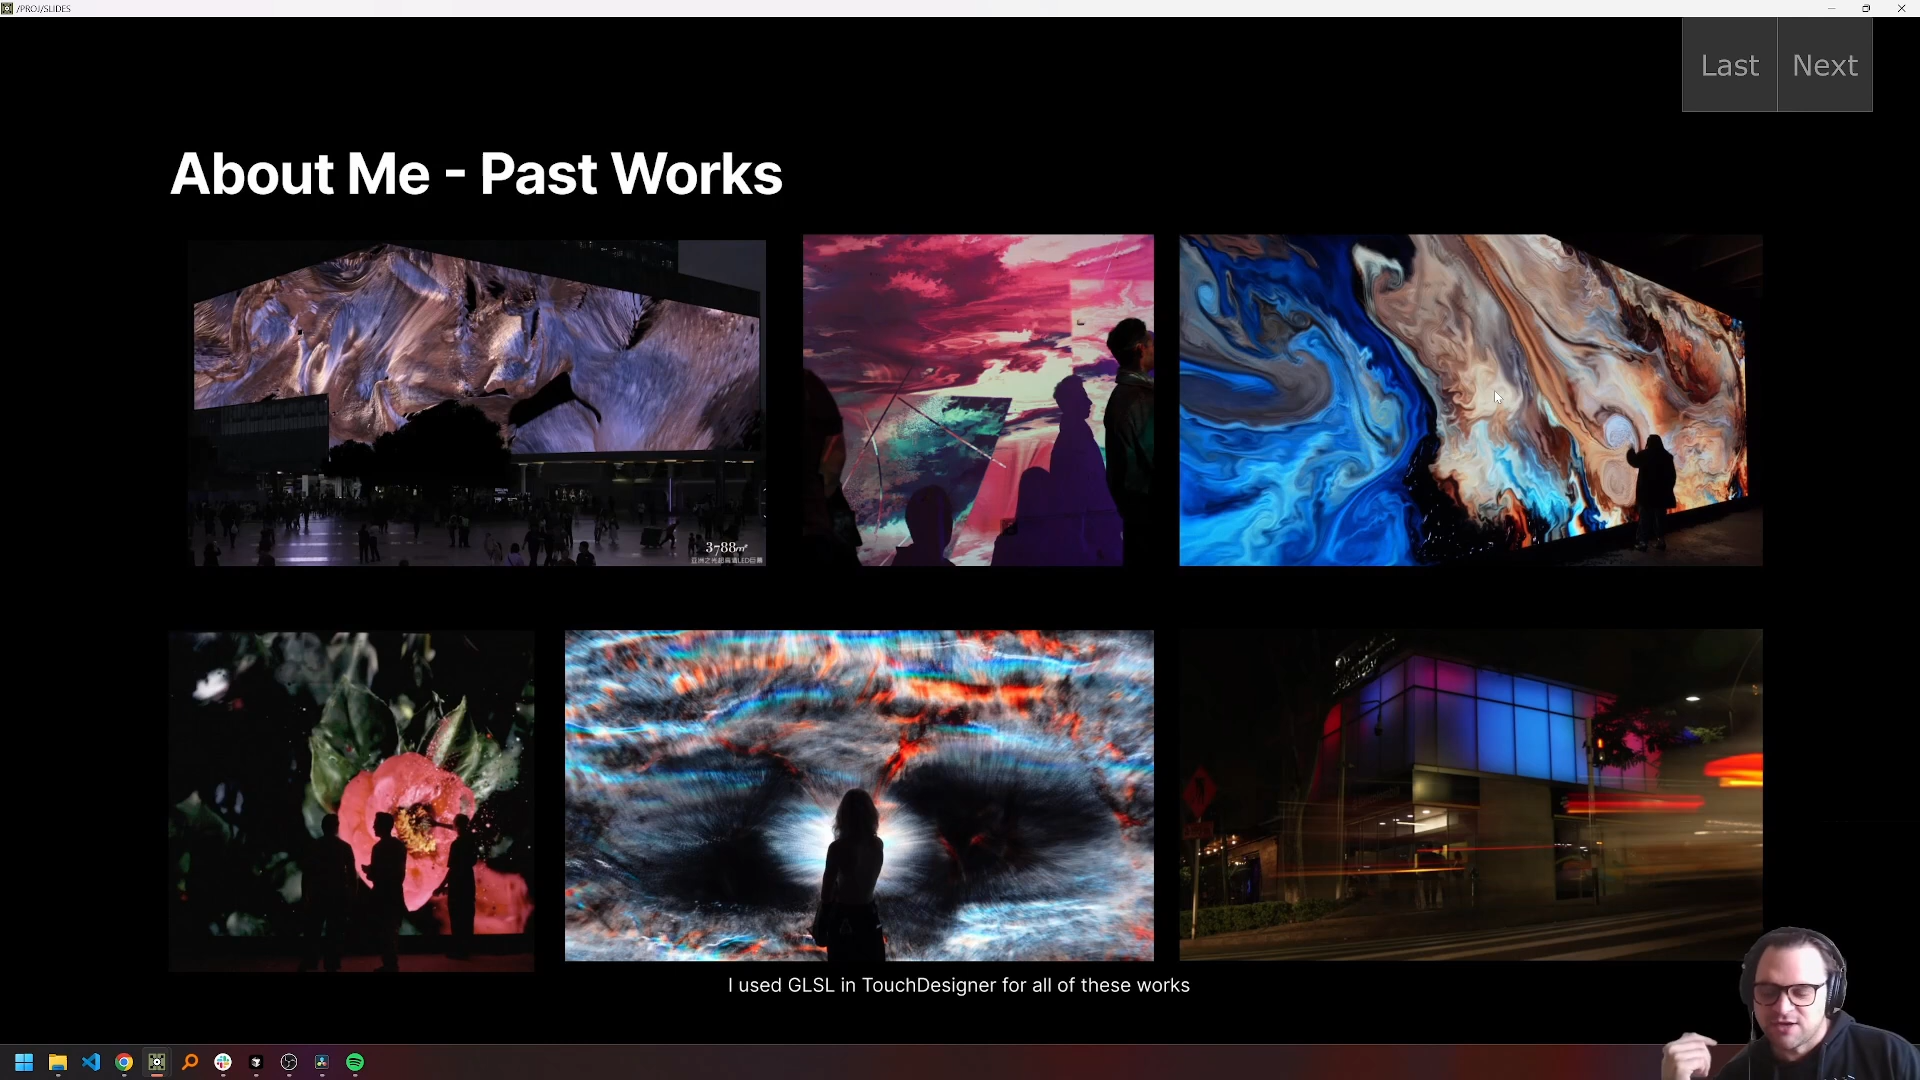 /PROJ/SLIDES
Last Next
About Me - Past Works
3788㎡
I used GLSL in TouchDesigner for all of these works